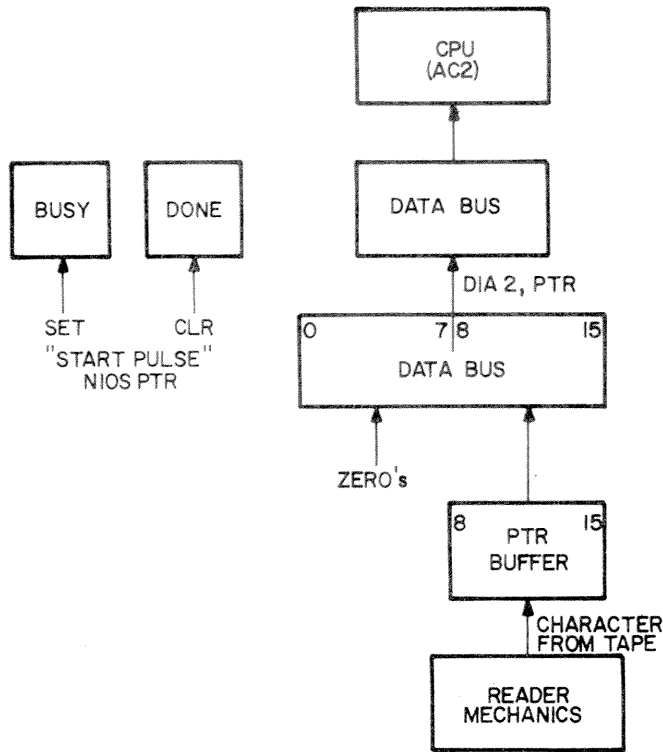 CPU
(AC2)
BUSY
DONE
DATA BUS
DIA 2, PTR
SET
CLR
"START PULSE"
NIOS PTR
0 7 8 15
DATA BUS
ZERO's
8 15
PTR
BUFFER
CHARACTER
FROM TAPE
READER
MECHANICS